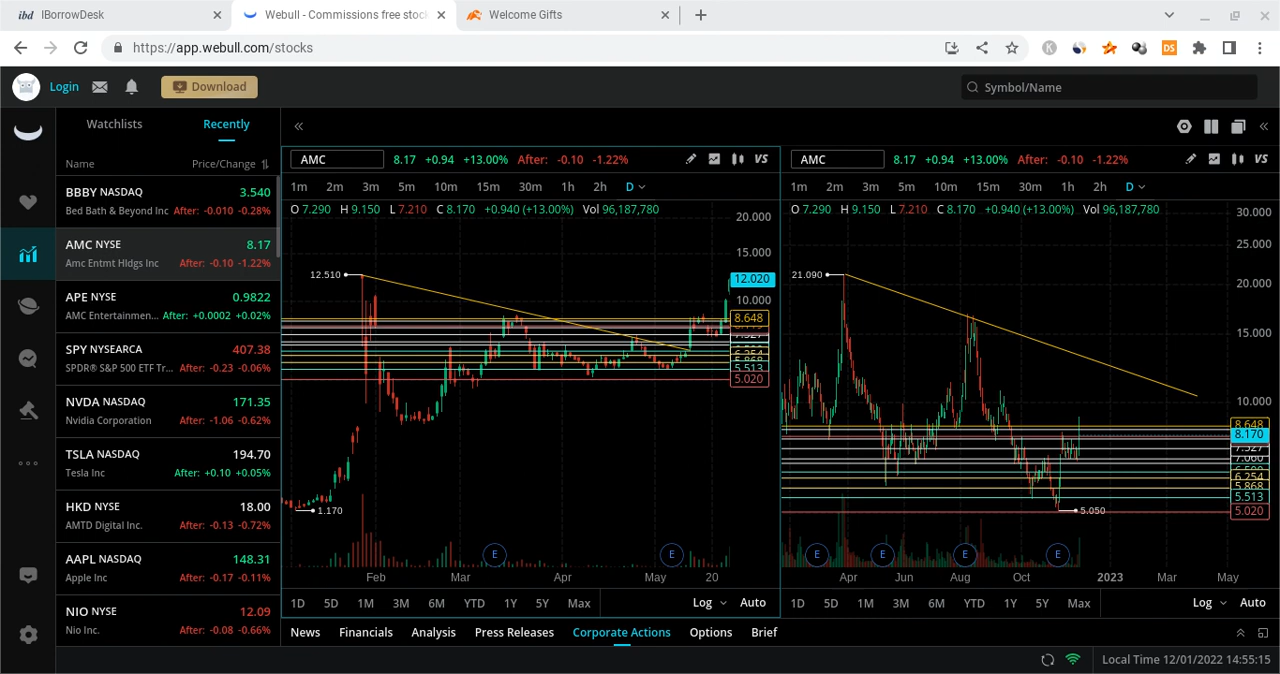 ibd IBorrowDesk
Webull - Commissions free stock
Welcome Gifts
https://app.webull.com/stocks
Login
Download
Symbol/Name
Watchlists Recently
Name Price/Change
BBBY NASDAQ 3.540
Bed Bath & Beyond Inc After: -0.010 -0.28%
AMC NYSE 8.17
Amc Entmt Hldgs Inc After: -0.10 -1.22%
APE NYSE 0.9822
AMC Entertainmen... After: +0.0002 +0.02%
SPY NYSEARCA 407.38
SPDR® S&P 500 ETF Tr... After: -0.23 -0.06%
NVDA NASDAQ 171.35
Nvidia Corporation After: -1.06 -0.62%
TSLA NASDAQ 194.70
Tesla Inc After: +0.10 +0.05%
HKD NYSE 18.00
AMTD Digital Inc. After: -0.13 -0.72%
AAPL NASDAQ 148.31
Apple Inc After: -0.17 -0.11%
NIO NYSE 12.09
Nio Inc. After: -0.08 -0.66%
AMC 8.17 +0.94 +13.00% After: -0.10 -1.22% VS
1m 2m 3m 5m 10m 15m 30m 1h 2h D
O 7.290 H 9.150 L 7.210 C 8.170 +0.940 (+13.00%) Vol 96,187,780
20.000
15.000
12.510
12.020
10.000
8.648
6.254
5.868
5.513
5.020
1.170
E E
Feb Mar Apr May 20
1D 5D 1M 3M 6M YTD 1Y 5Y Max Log Auto
AMC 8.17 +0.94 +13.00% After: -0.10 -1.22% VS
1m 2m 3m 5m 10m 15m 30m 1h 2h D
O 7.290 H 9.150 L 7.210 C 8.170 +0.940 (+13.00%) Vol 96,187,780
30.000
25.000
21.090
20.000
15.000
10.000
8.648
8.170
7.327
7.060
6.254
5.868
5.513
5.020
5.050
E E E E
Apr Jun Aug Oct 2023 Mar May
1D 5D 1M 3M 6M YTD 1Y 5Y Max Log Auto
News Financials Analysis Press Releases Corporate Actions Options Brief
Local Time 12/01/2022 14:55:15